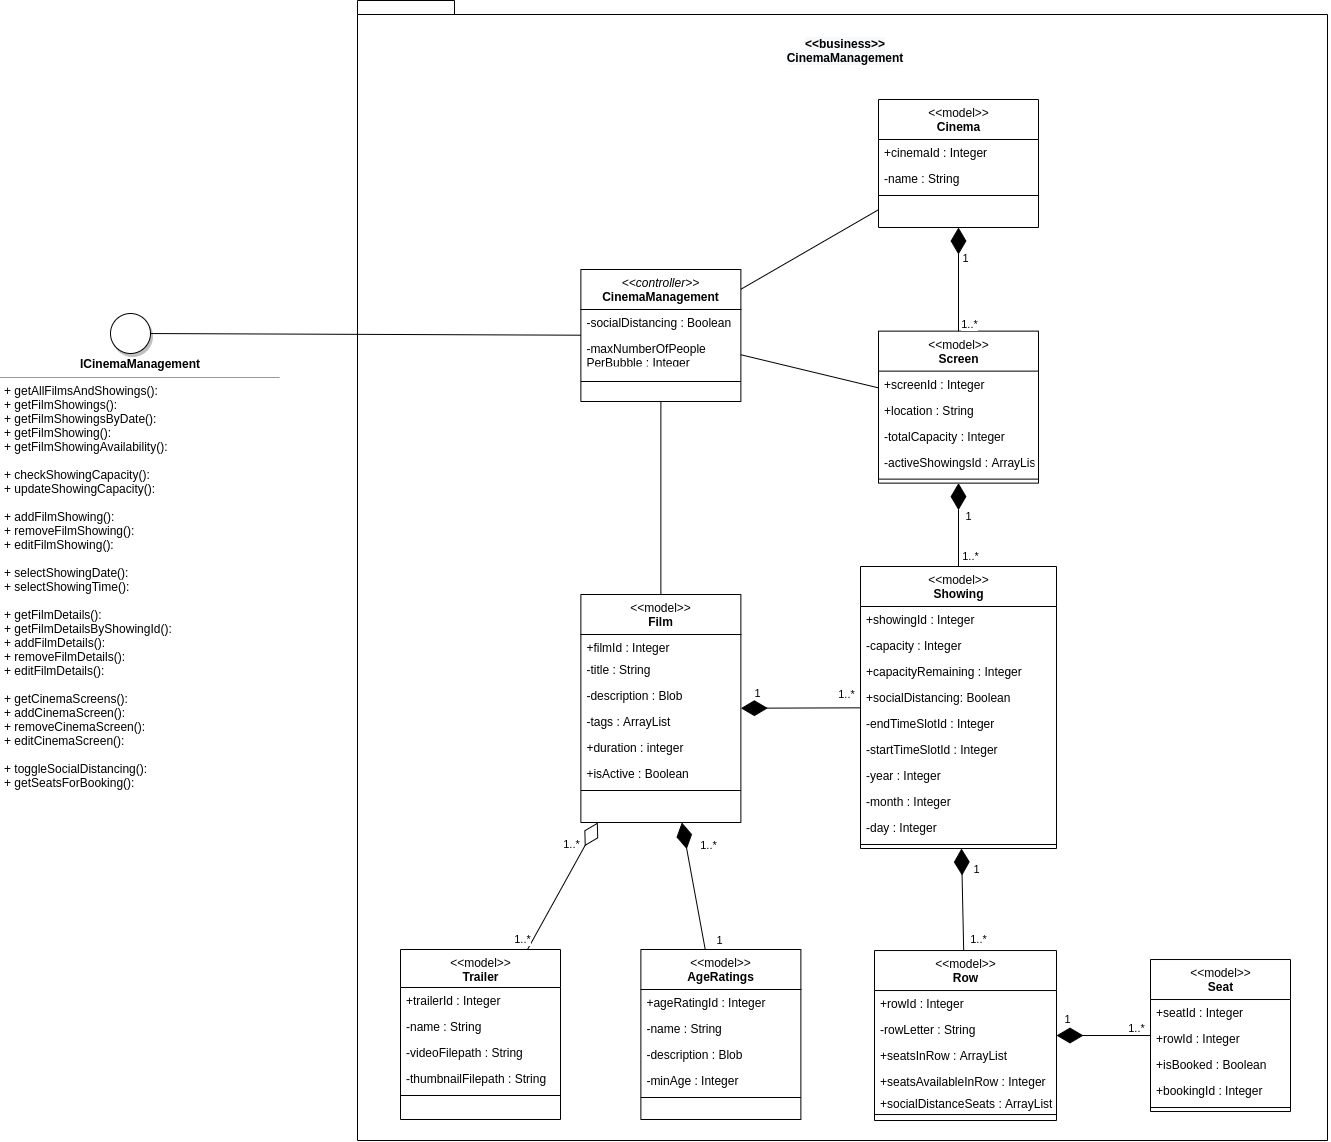 <<business>>
CinemaManagement
<<model>>
Cinema
+cinemaId : Integer
-name : String
1
1..*
<<controller>>
CinemaManagement
-socialDistancing : Boolean
-maxNumberOfPeople
PerBubble : Integer
ICinemaManagement
+ getAllFilmsAndShowings():
+ getFilmShowings():
+ getFilmShowingsByDate():
+ getFilmShowing():
+ getFilmShowingAvailability():
+ checkShowingCapacity():
+ updateShowingCapacity():
+ addFilmShowing():
+ removeFilmShowing():
+ editFilmShowing():
+ selectShowingDate():
+ selectShowingTime():
+ getFilmDetails():
+ getFilmDetailsByShowingId():
+ addFilmDetails():
+ removeFilmDetails():
+ editFilmDetails():
+ getCinemaScreens():
+ addCinemaScreen():
+ removeCinemaScreen():
+ editCinemaScreen():
+ toggleSocialDistancing():
+ getSeatsForBooking():
<<model>>
Screen
+screenId : Integer
+location : String
-totalCapacity : Integer
-activeShowingsId : ArrayLis
1
1..*
<<model>>
Film
+filmId : Integer
-title : String
-description : Blob
-tags : ArrayList
+duration : integer
+isActive : Boolean
1
1..*
<<model>>
Showing
+showingId : Integer
-capacity : Integer
+capacityRemaining : Integer
+socialDistancing: Boolean
-endTimeSlotId : Integer
-startTimeSlotId : Integer
-year : Integer
-month : Integer
-day : Integer
1..*
1..*
1..*
1
1
1..*
<<model>>
Trailer
+trailerId : Integer
-name : String
-videoFilepath : String
-thumbnailFilepath : String
<<model>>
AgeRatings
+ageRatingId : Integer
-name : String
-description : Blob
-minAge : Integer
<<model>>
Row
+rowId : Integer
-rowLetter : String
+seatsInRow : ArrayList
+seatsAvailableInRow : Integer
+socialDistanceSeats : ArrayList
1
1..*
<<model>>
Seat
+seatId : Integer
+rowId : Integer
+isBooked : Boolean
+bookingId : Integer